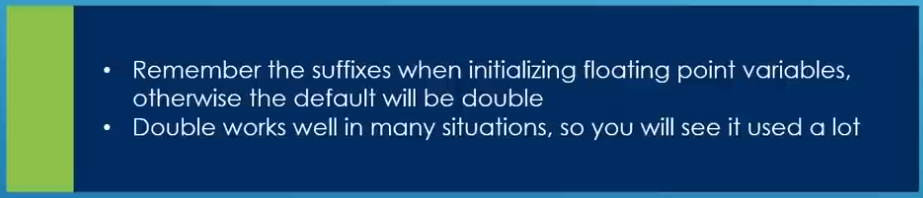 • Remember the suffixes when initializing floating point variables,
otherwise the default will be double
• Double works well in many situations, so you will see it used a lot